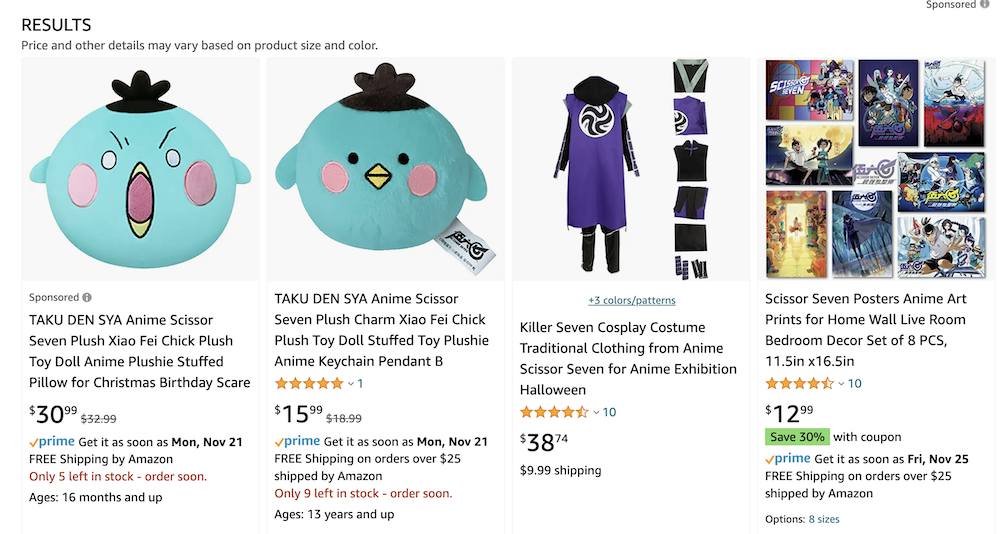 Sponsored
RESULTS
Price and other details may vary based on product size and color.
Sponsored
TAKU DEN SYA Anime Scissor
Seven Plush Xiao Fei Chick Plush
Toy Doll Anime Plushie Stuffed
Pillow for Christmas Birthday Scare
$30 99 $32.99
prime Get it as soon as Mon, Nov 21
FREE Shipping by Amazon
Only 5 left in stock - order soon.
Ages: 16 months and up
TAKU DEN SYA Anime Scissor
Seven Plush Charm Xiao Fei Chick
Plush Toy Doll Stuffed Toy Plushie
Anime Keychain Pendant B
1
$15 99 $18.99
prime Get it as soon as Mon, Nov 21
FREE Shipping on orders over $25
shipped by Amazon
Only 9 left in stock - order soon.
Ages: 13 years and up
+3 colors/patterns
Killer Seven Cosplay Costume
Traditional Clothing from Anime
Scissor Seven for Anime Exhibition
Halloween
10
$38 74
$9.99 shipping
SCISSOR
SEVEN
Scissor Seven Posters Anime Art
Prints for Home Wall Live Room
Bedroom Decor Set of 8 PCS,
11.5in x16.5in
10
$12 99
Save 30% with coupon
prime Get it as soon as Fri, Nov 25
FREE Shipping on orders over $25
shipped by Amazon
Options: 8 sizes